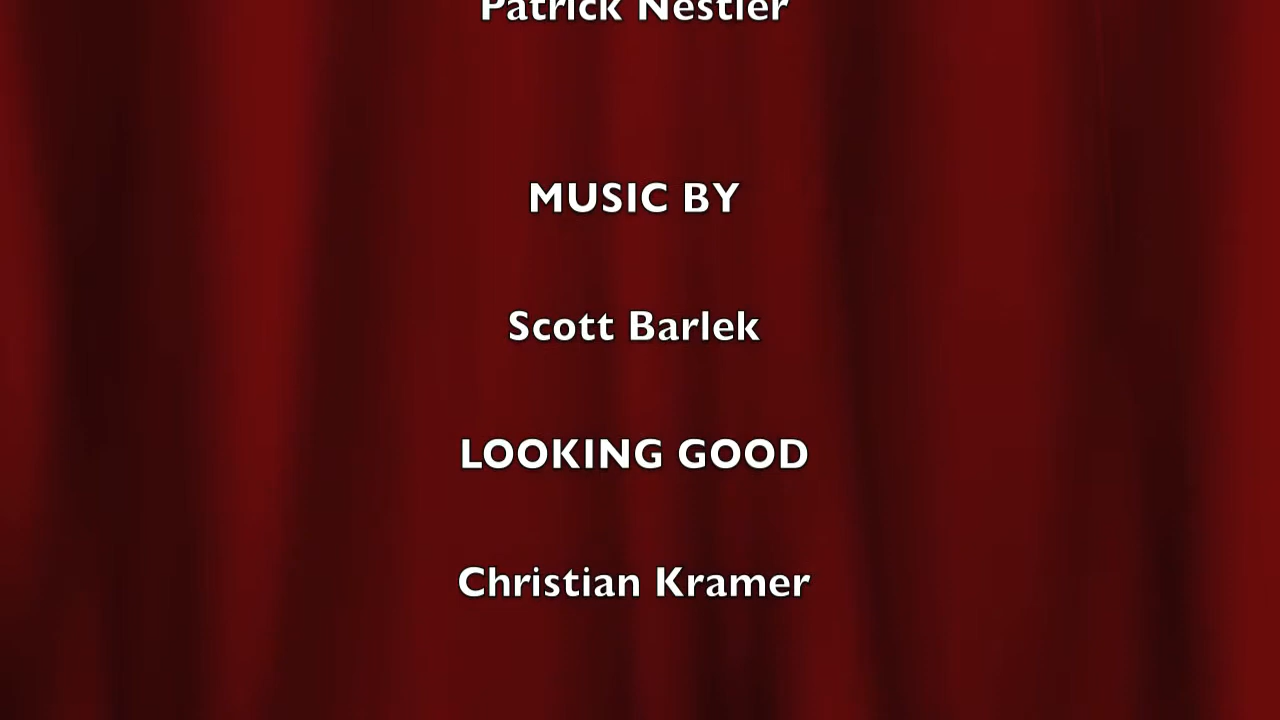 Patrick Nestler
MUSIC BY
Scott Barlek
LOOKING GOOD
Christian Kramer